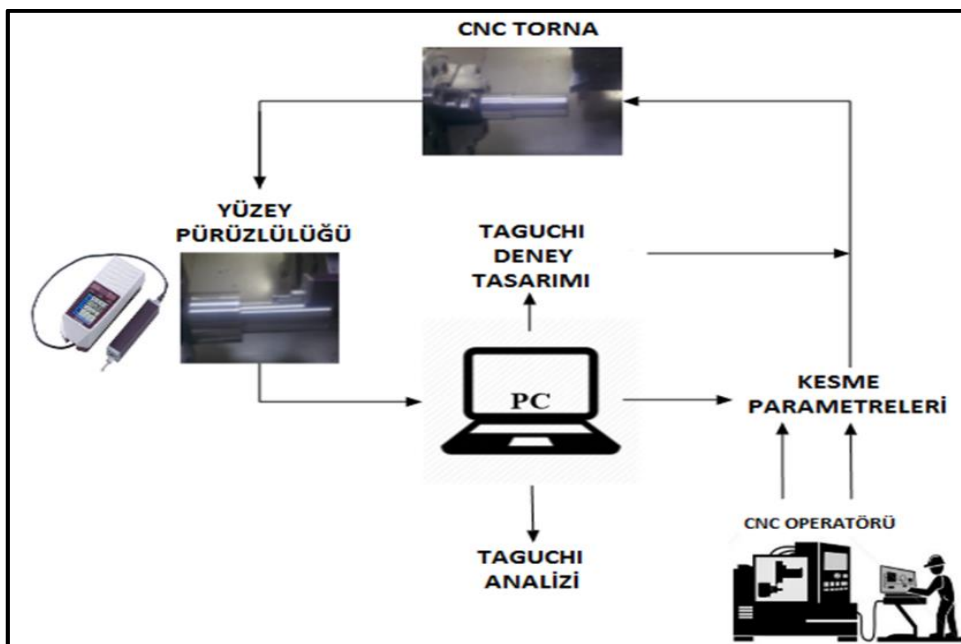 CNC TORNA
YÜZEY
PÜRÜZLÜLÜĞÜ
TAGUCHI
DENEY
TASARIMI
PC
KESME
PARAMETRELERİ
CNC OPERATÖRÜ
TAGUCHI
ANALİZİ